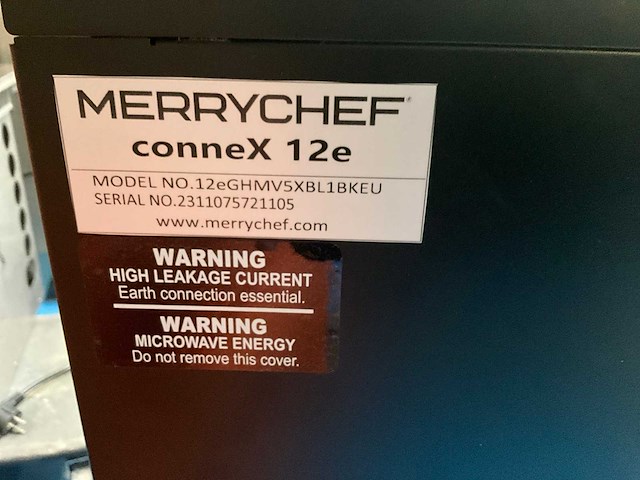 MERRYCHEF
conneX 12e
MODEL NO.12eGHMV5XBL1BKEU
SERIAL NO.2311075721105
www.merrychef.com
WARNING
HIGH LEAKAGE CURRENT
Earth connection essential.
WARNING
MICROWAVE ENERGY
Do not remove this cover.